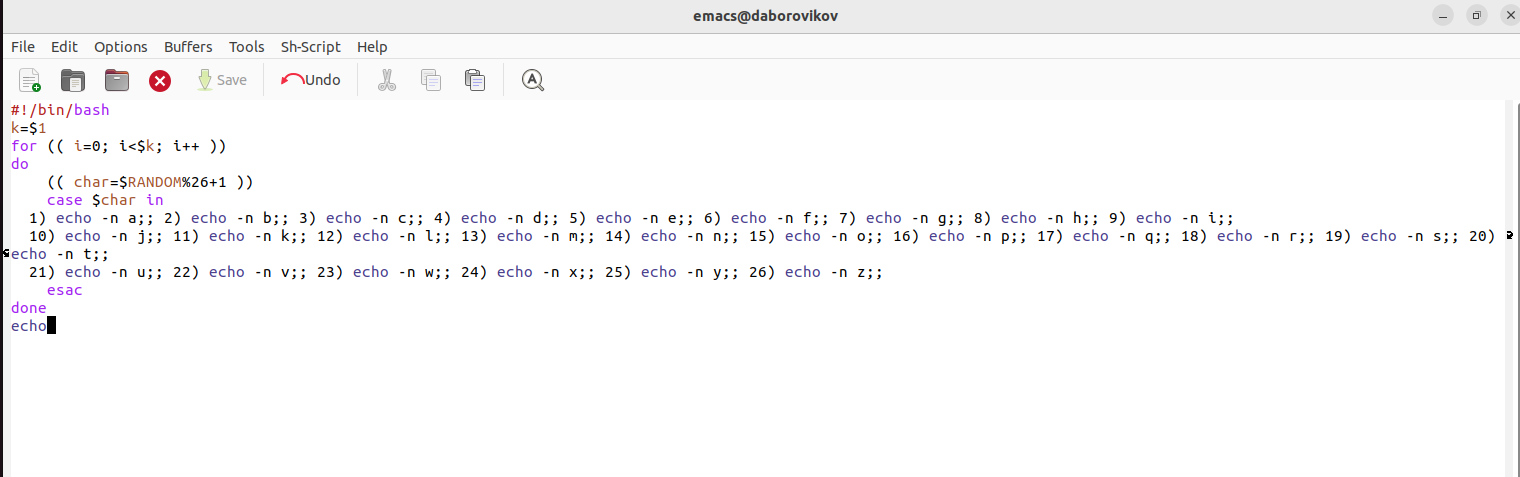 emacs@daborovikov
File Edit Options Buffers Tools Sh-Script Help
Save Undo
#!/bin/bash
k=$1
for (( i=0; i<$k; i++ ))
do
    (( char=$RANDOM%26+1 ))
    case $char in
  1) echo -n a;; 2) echo -n b;; 3) echo -n c;; 4) echo -n d;; 5) echo -n e;; 6) echo -n f;; 7) echo -n g;; 8) echo -n h;; 9) echo -n i;;
  10) echo -n j;; 11) echo -n k;; 12) echo -n l;; 13) echo -n m;; 14) echo -n n;; 15) echo -n o;; 16) echo -n p;; 17) echo -n q;; 18) echo -n r;; 19) echo -n s;; 20)
echo -n t;;
  21) echo -n u;; 22) echo -n v;; 23) echo -n w;; 24) echo -n x;; 25) echo -n y;; 26) echo -n z;;
    esac
done
echo